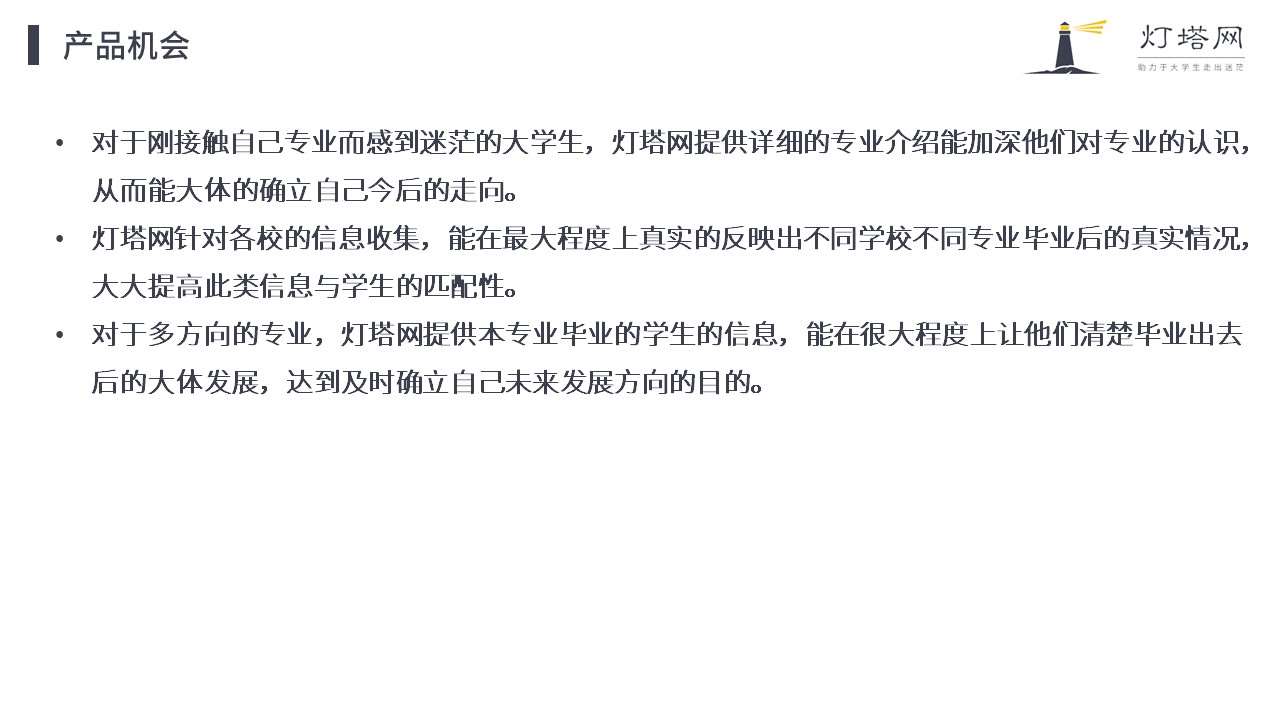 产品机会
灯塔网
助力于大学生走出迷茫
• 对于刚接触自己专业而感到迷茫的大学生，灯塔网提供详细的专业介绍能加深他们对专业的认识，
从而能大体的确立自己今后的走向。
• 灯塔网针对各校的信息收集，能在最大程度上真实的反映出不同学校不同专业毕业后的真实情况，
大大提高此类信息与学生的匹配性。
• 对于多方向的专业，灯塔网提供本专业毕业的学生的信息，能在很大程度上让他们清楚毕业出去
后的大体发展，达到及时确立自己未来发展方向的目的。